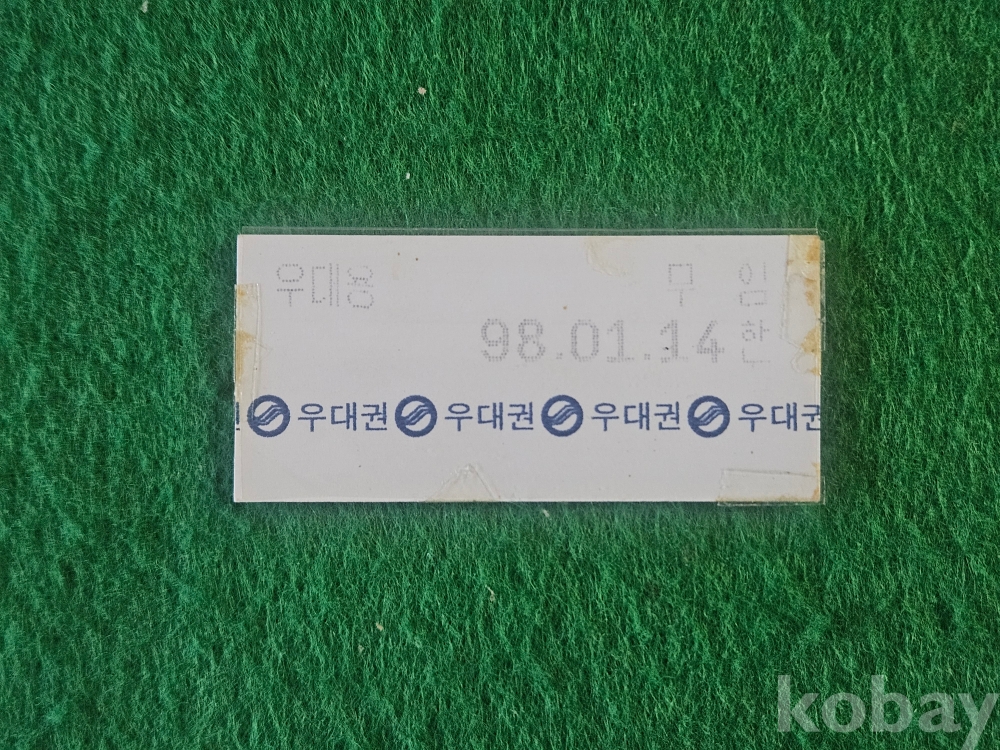 우대용 무 임
98.01.14 한
우대권 우대권 우대권 우대권
kobay